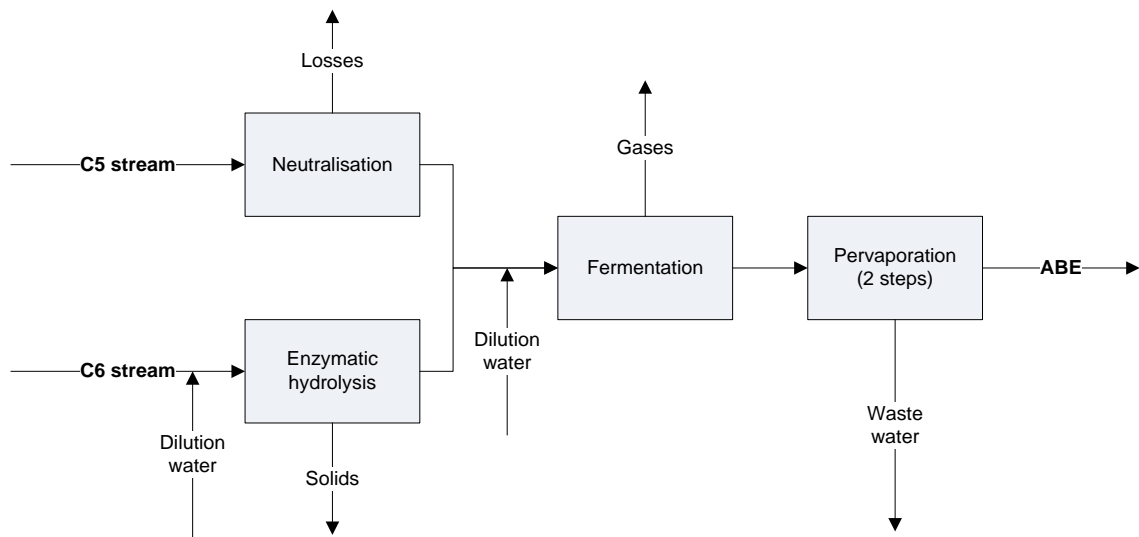 Losses
C5 stream
Neutralisation
Gases
Fermentation
Pervaporation
(2 steps)
ABE
C6 stream
Enzymatic
hydrolysis
Dilution
water
Dilution
water
Solids
Waste
water